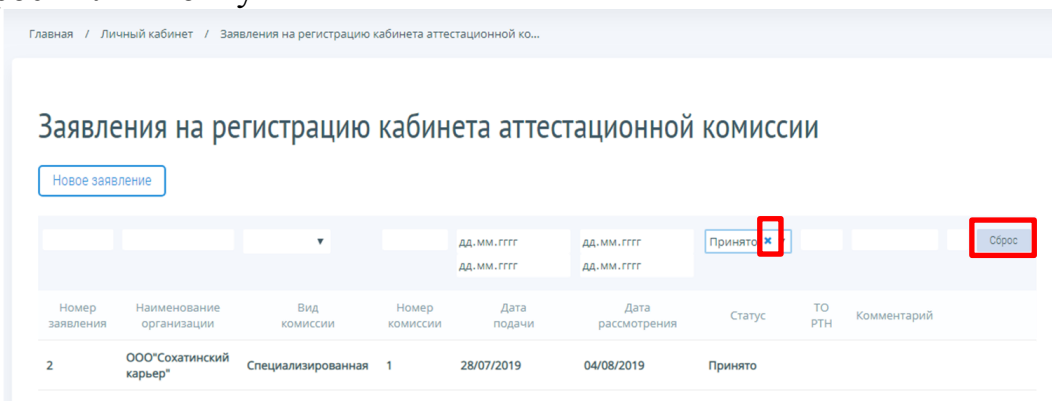 Главная / Личный кабинет / Заявления на регистрацию кабинета аттестационной ко...
Заявления на регистрацию кабинета аттестационной комиссии
Новое заявление
дд.мм.гггг дд.мм.гггг Принято × Сброс
дд.мм.гггг дд.мм.гггг
Номер заявления Наименование организации Вид комиссии Номер комиссии Дата подачи Дата рассмотрения Статус ТО РТН Комментарий
2 ООО"Сохатинский карьер" Специализированная 1 28/07/2019 04/08/2019 Принято